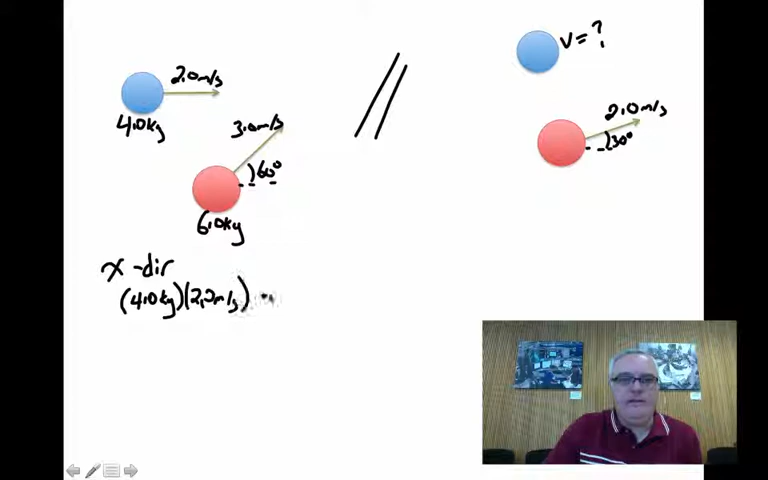 2.0m/s
4.0kg
3.0m/s
60°
6.0kg
V = ?
2.0m/s
30°
x-dir
(4.0kg)(2.0m/s)